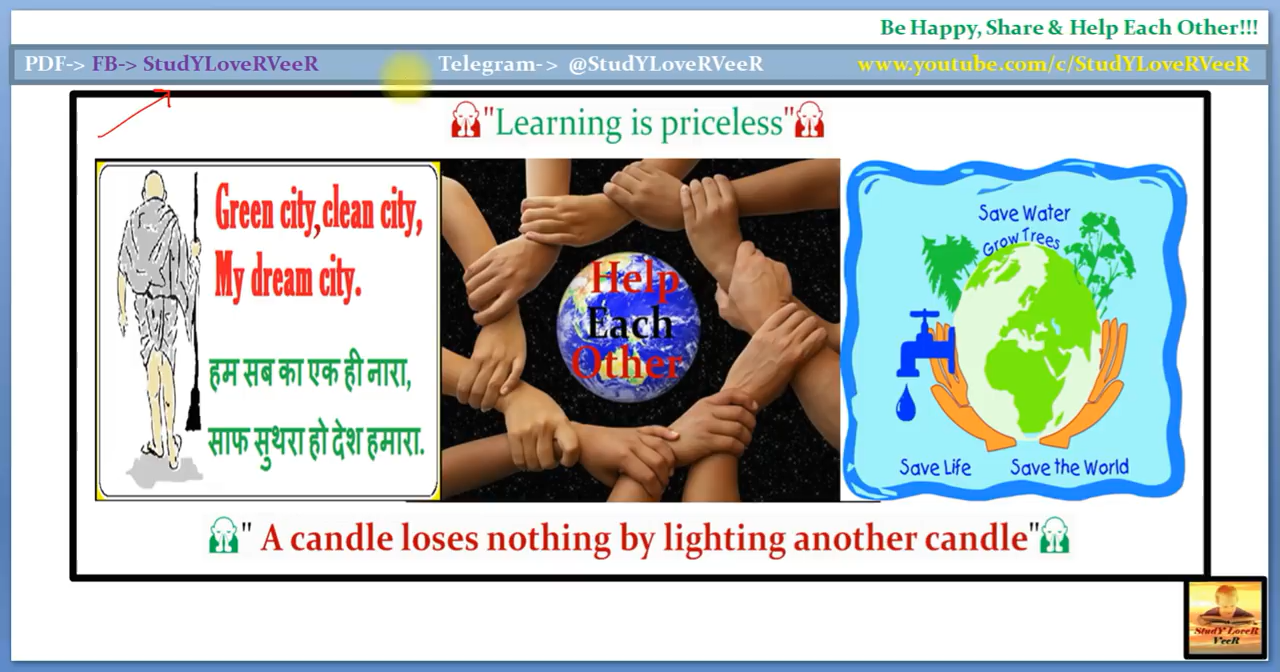 Be Happy, Share & Help Each Other!!!
PDF-> FB-> StudYLoveRVeeR Telegram-> @StudYLoveRVeeR www.youtube.com/c/StudYLoveRVeeR
"Learning is priceless"
Green city, clean city,
My dream city.
हम सब का एक ही नारा,
साफ सुथरा हो देश हमारा.
Help
Each
Other
Save Water
Grow Trees
Save Life Save the World
" A candle loses nothing by lighting another candle"
StudY LoveR
VeeR